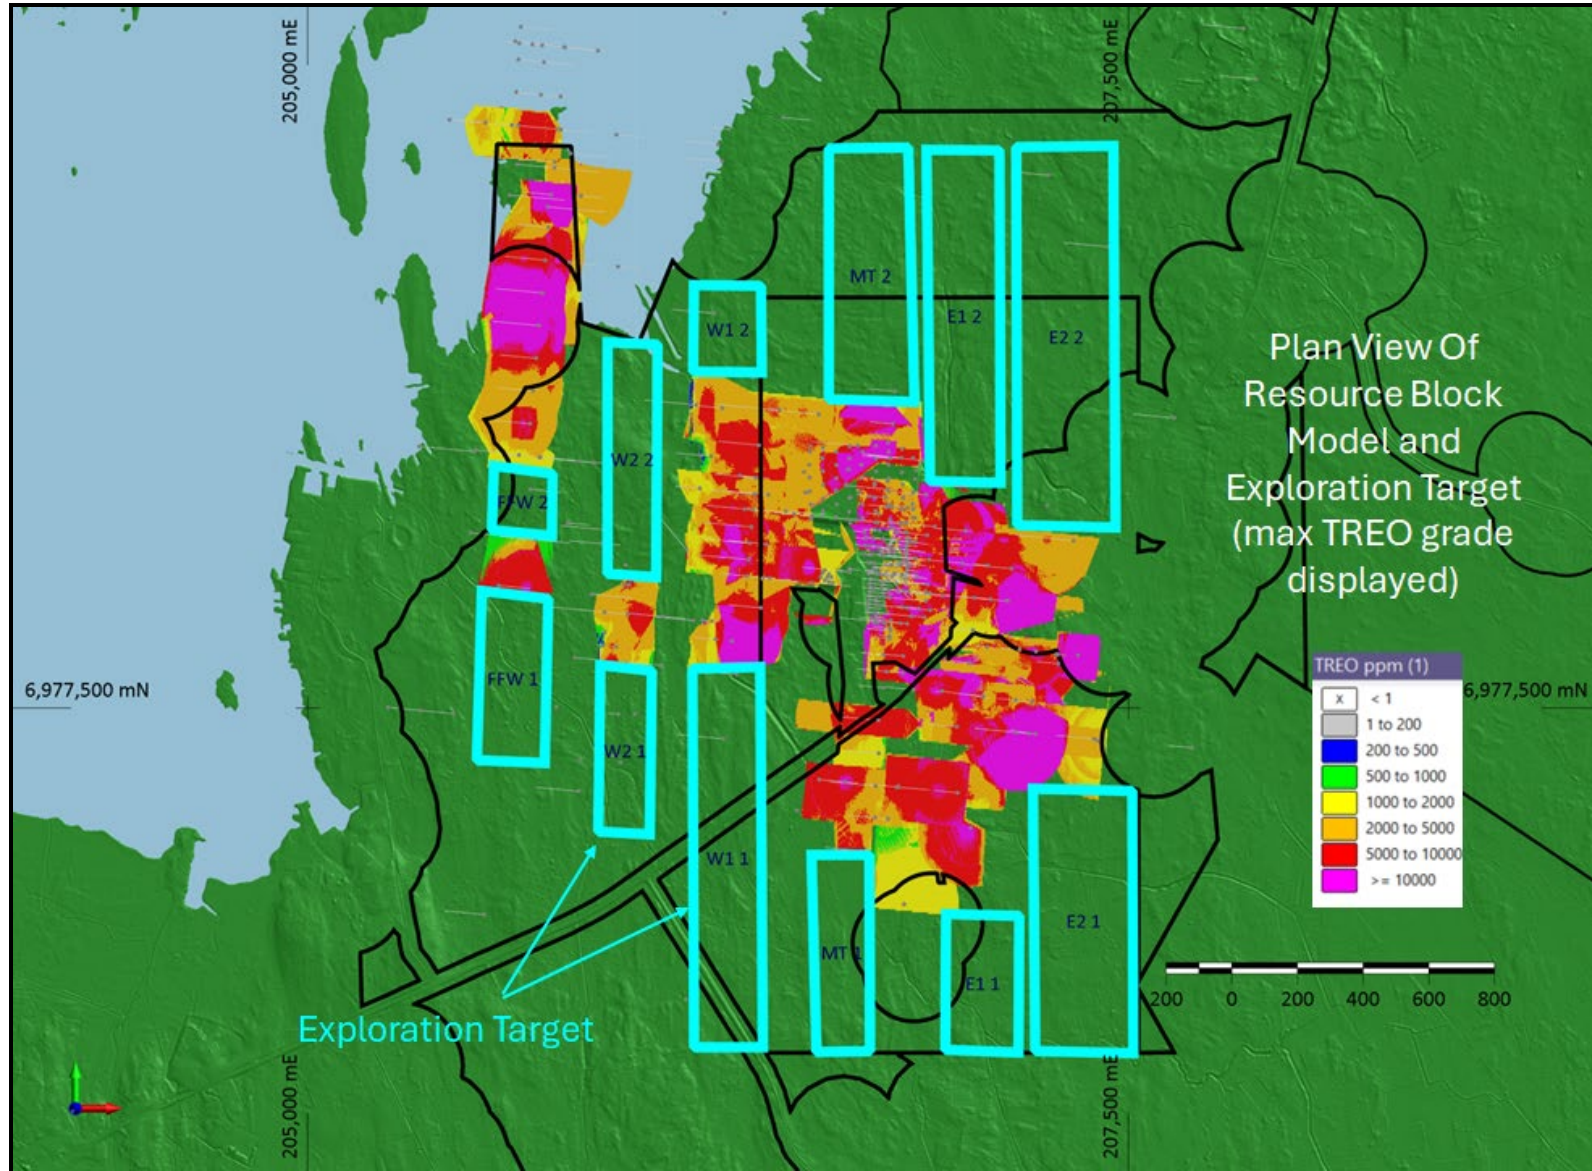 205,000 mE
207,500 mE
MT 2
E1 2
E2 2
W1 2
W2 2
FFW 2
FFW 1
W2 1
W1 1
MT 1
E1 1
E2 1
Plan View Of
Resource Block
Model and
Exploration Target
(max TREO grade
displayed)
6,977,500 mN
6,977,500 mN
TREO ppm (1)
x < 1
1 to 200
200 to 500
500 to 1000
1000 to 2000
2000 to 5000
5000 to 10000
>= 10000
200 0 200 400 600 800
Exploration Target
205,000 mE
207,500 mE